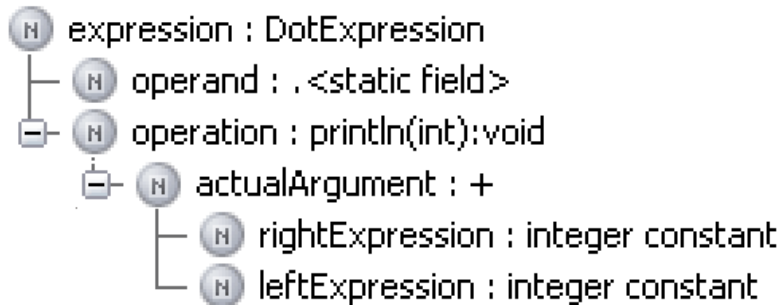 N expression : DotExpression
N operand : .<static field>
N operation : println(int):void
N actualArgument : +
N rightExpression : integer constant
N leftExpression : integer constant